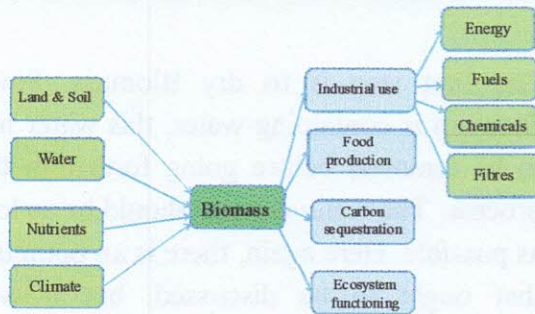 Land & Soil
Water
Nutrients
Climate
Biomass
Industrial use
Food
production
Carbon
sequestration
Ecosystem
functioning
Energy
Fuels
Chemicals
Fibres